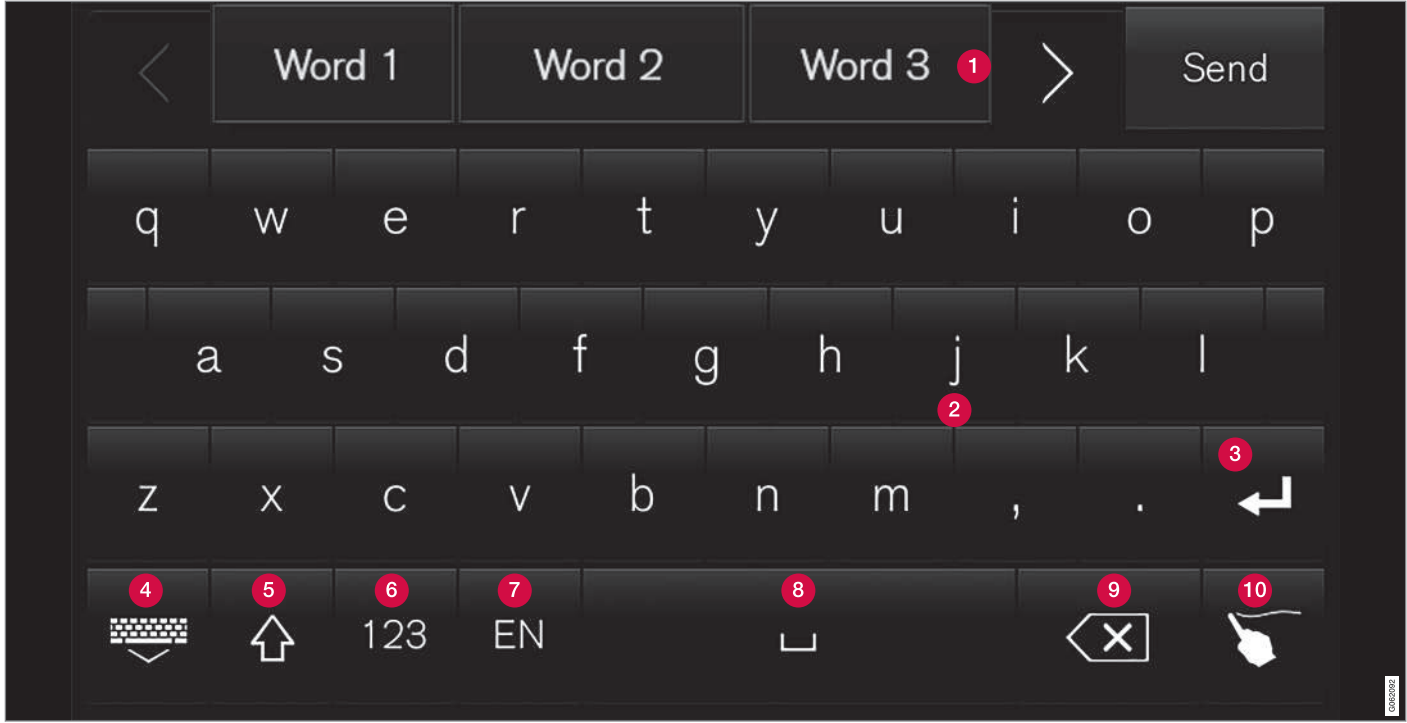 Word 1 Word 2 Word 3 1 Send
q w e r t y u i o p
a s d f g h j k l
2
3
z x c v b n m , .
4 5 6 7 8 9 10
123 EN
G062092